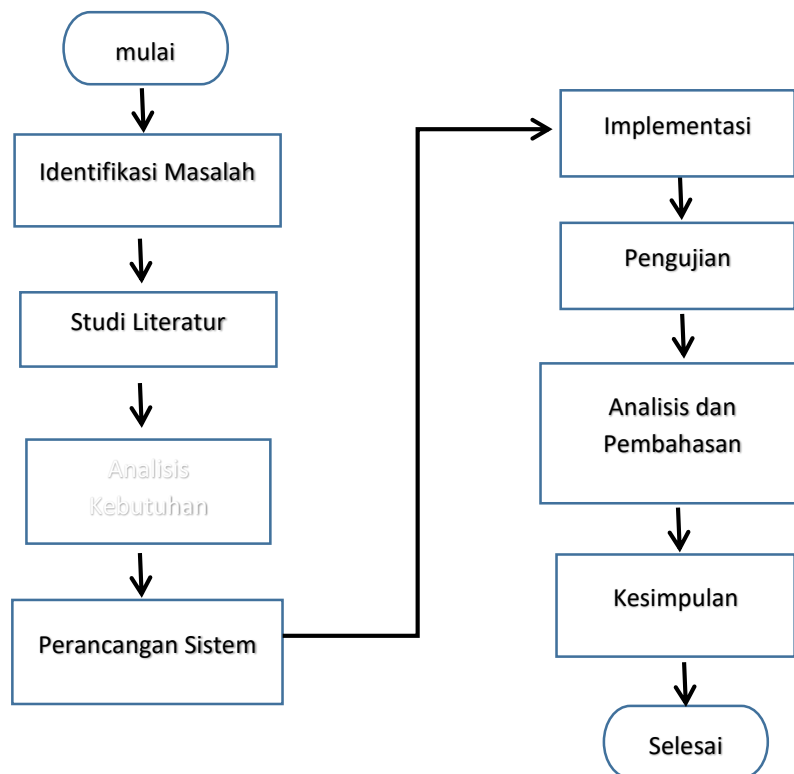 mulai
Identifikasi Masalah
Studi Literatur
Analisis
Kebutuhan
Perancangan Sistem
Implementasi
Pengujian
Analisis dan
Pembahasan
Kesimpulan
Selesai